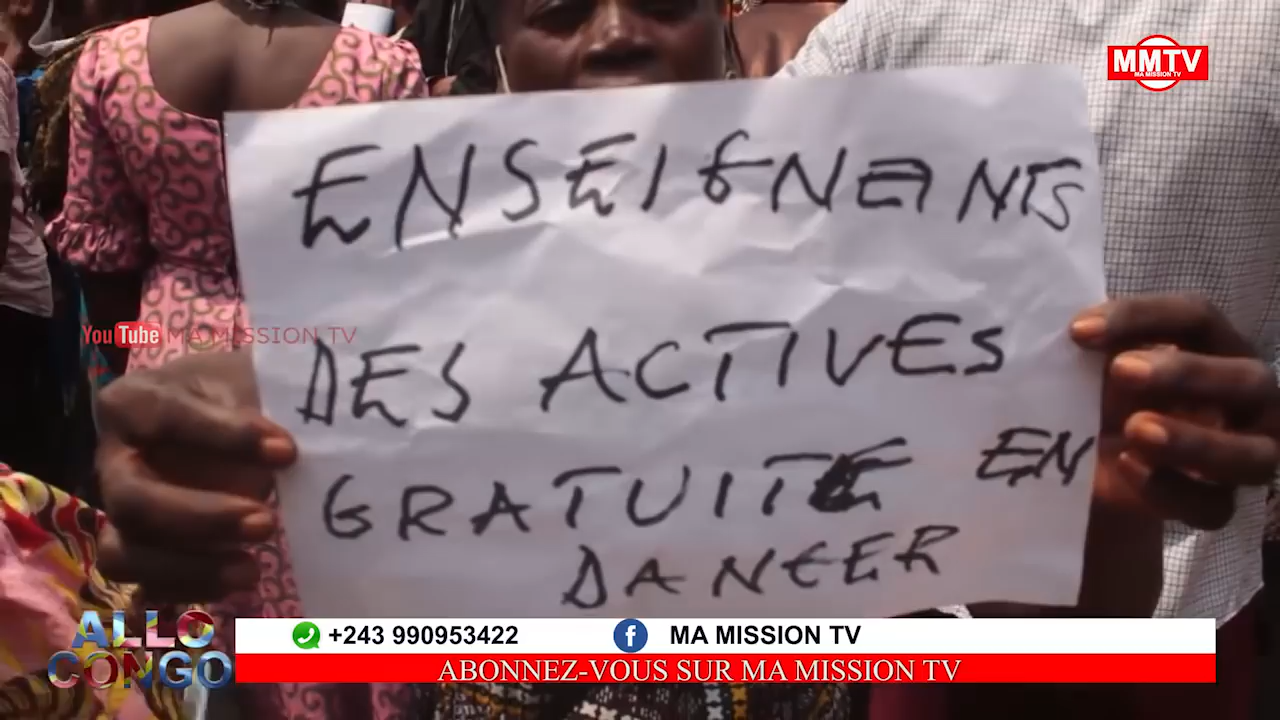 MMTV
MA MISSION TV
ENSEIGNANTS
DES ACTIVES
GRATUITE EN
DANGER
YouTube MA MISSION TV
ALLO
CONGO
+243 990953422
MA MISSION TV
ABONNEZ-VOUS SUR MA MISSION TV